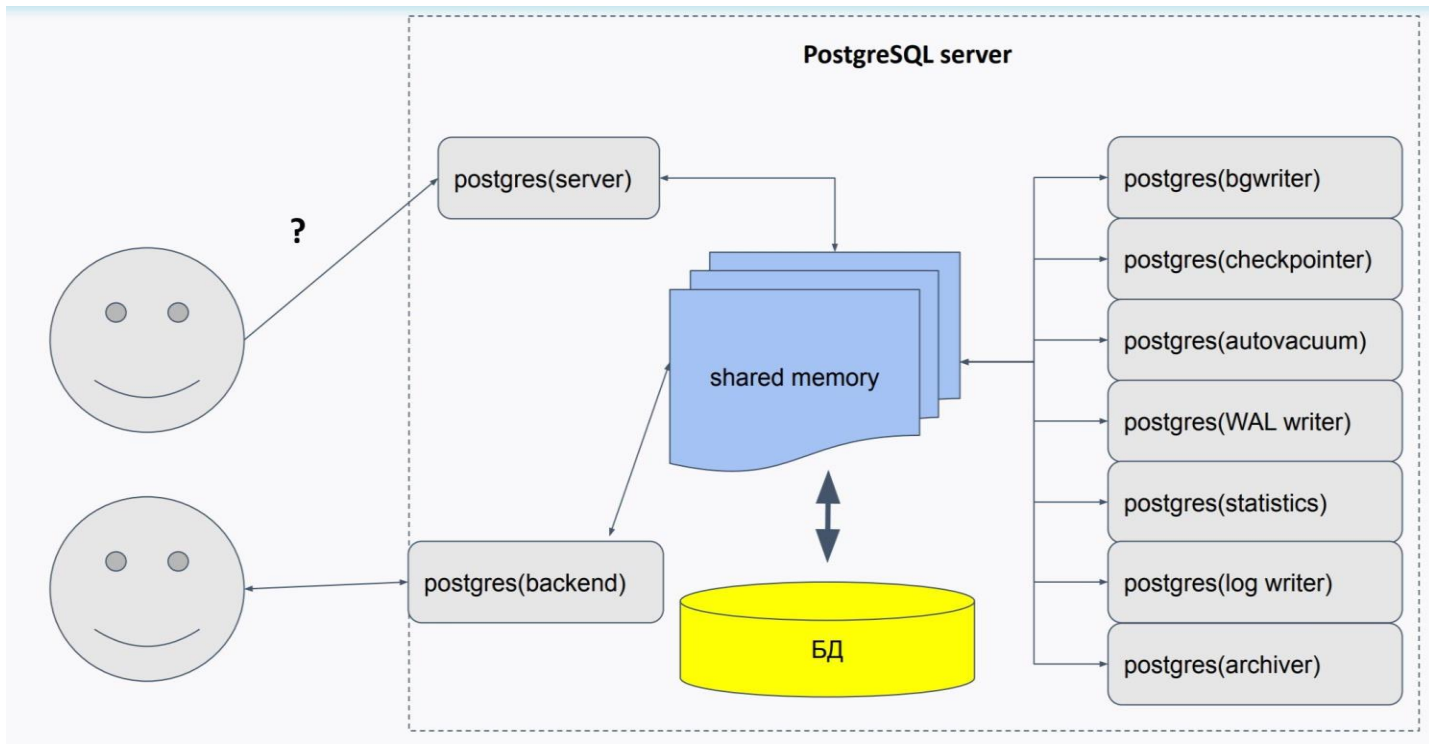 PostgreSQL server
postgres(server)
?
shared memory
postgres(backend)
БД
postgres(bgwriter)
postgres(checkpointer)
postgres(autovacuum)
postgres(WAL writer)
postgres(statistics)
postgres(log writer)
postgres(archiver)